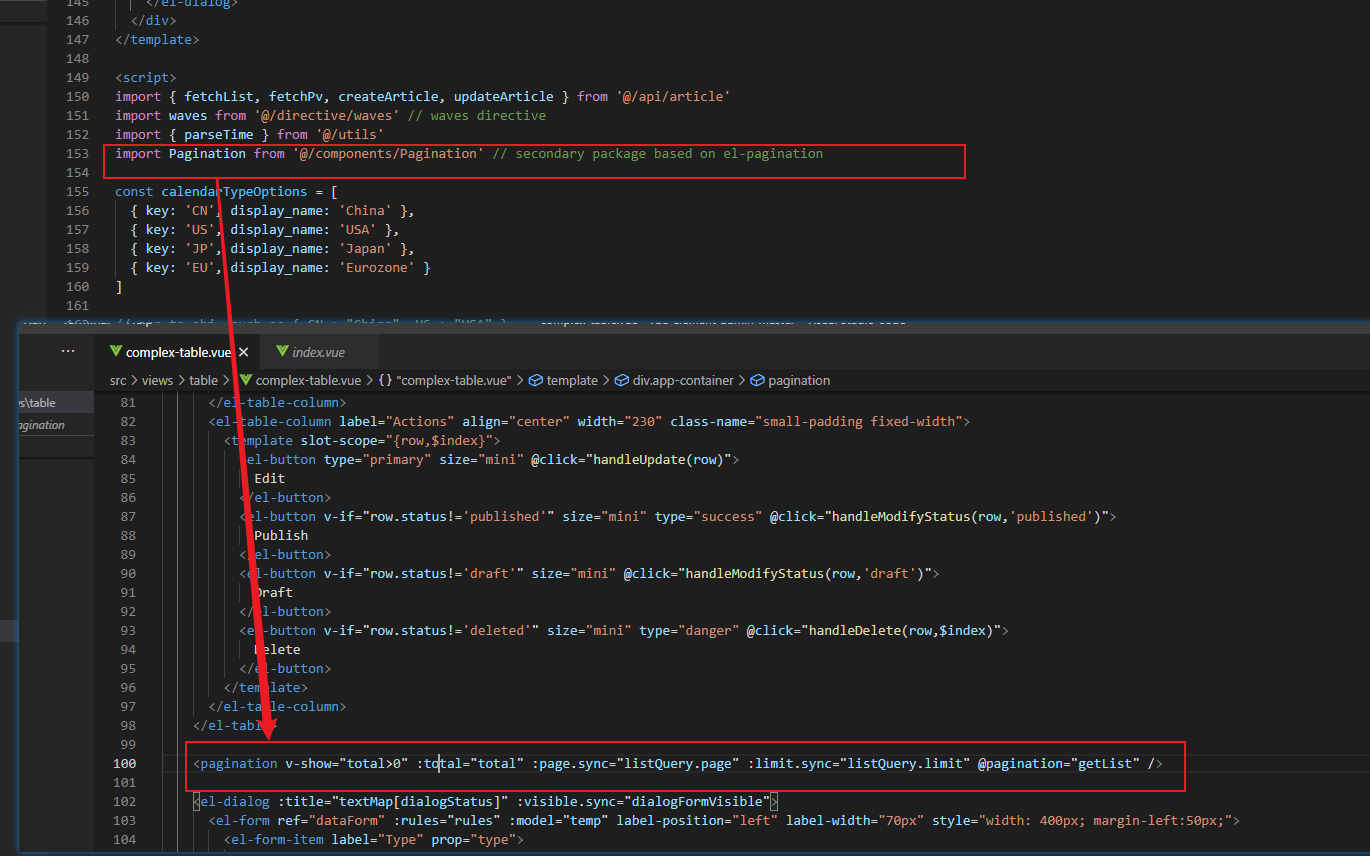 145 </el-dialog>
146 </div>
147 </template>
148
149 <script>
150 import { fetchList, fetchPv, createArticle, updateArticle } from '@/api/article'
151 import waves from '@/directive/waves' // waves directive
152 import { parseTime } from '@/utils'
153 import Pagination from '@/components/Pagination' // secondary package based on el-pagination
154
155 const calendarTypeOptions = [
156 { key: 'CN', display_name: 'China' },
157 { key: 'US', display_name: 'USA' },
158 { key: 'JP', display_name: 'Japan' },
159 { key: 'EU', display_name: 'Eurozone' }
160 ]
161
··· complex-table.vue index.vue
src > views > table > complex-table.vue > {} "complex-table.vue" > template > div.app-container > pagination
s\table
agination
81 </el-table-column>
82 <el-table-column label="Actions" align="center" width="230" class-name="small-padding fixed-width">
83 <template slot-scope="{row,$index}">
84 <el-button type="primary" size="mini" @click="handleUpdate(row)">
85 Edit
86 </el-button>
87 <el-button v-if="row.status!='published'" size="mini" type="success" @click="handleModifyStatus(row,'published')">
88 Publish
89 </el-button>
90 <el-button v-if="row.status!='draft'" size="mini" @click="handleModifyStatus(row,'draft')">
91 Draft
92 </el-button>
93 <el-button v-if="row.status!='deleted'" size="mini" type="danger" @click="handleDelete(row,$index)">
94 Delete
95 </el-button>
96 </template>
97 </el-table-column>
98 </el-table>
99
100 <pagination v-show="total>0" :total="total" :page.sync="listQuery.page" :limit.sync="listQuery.limit" @pagination="getList" />
101
102 <el-dialog :title="textMap[dialogStatus]" :visible.sync="dialogFormVisible">
103 <el-form ref="dataForm" :rules="rules" :model="temp" label-position="left" label-width="70px" style="width: 400px; margin-left:50px;">
104 <el-form-item label="Type" prop="type">